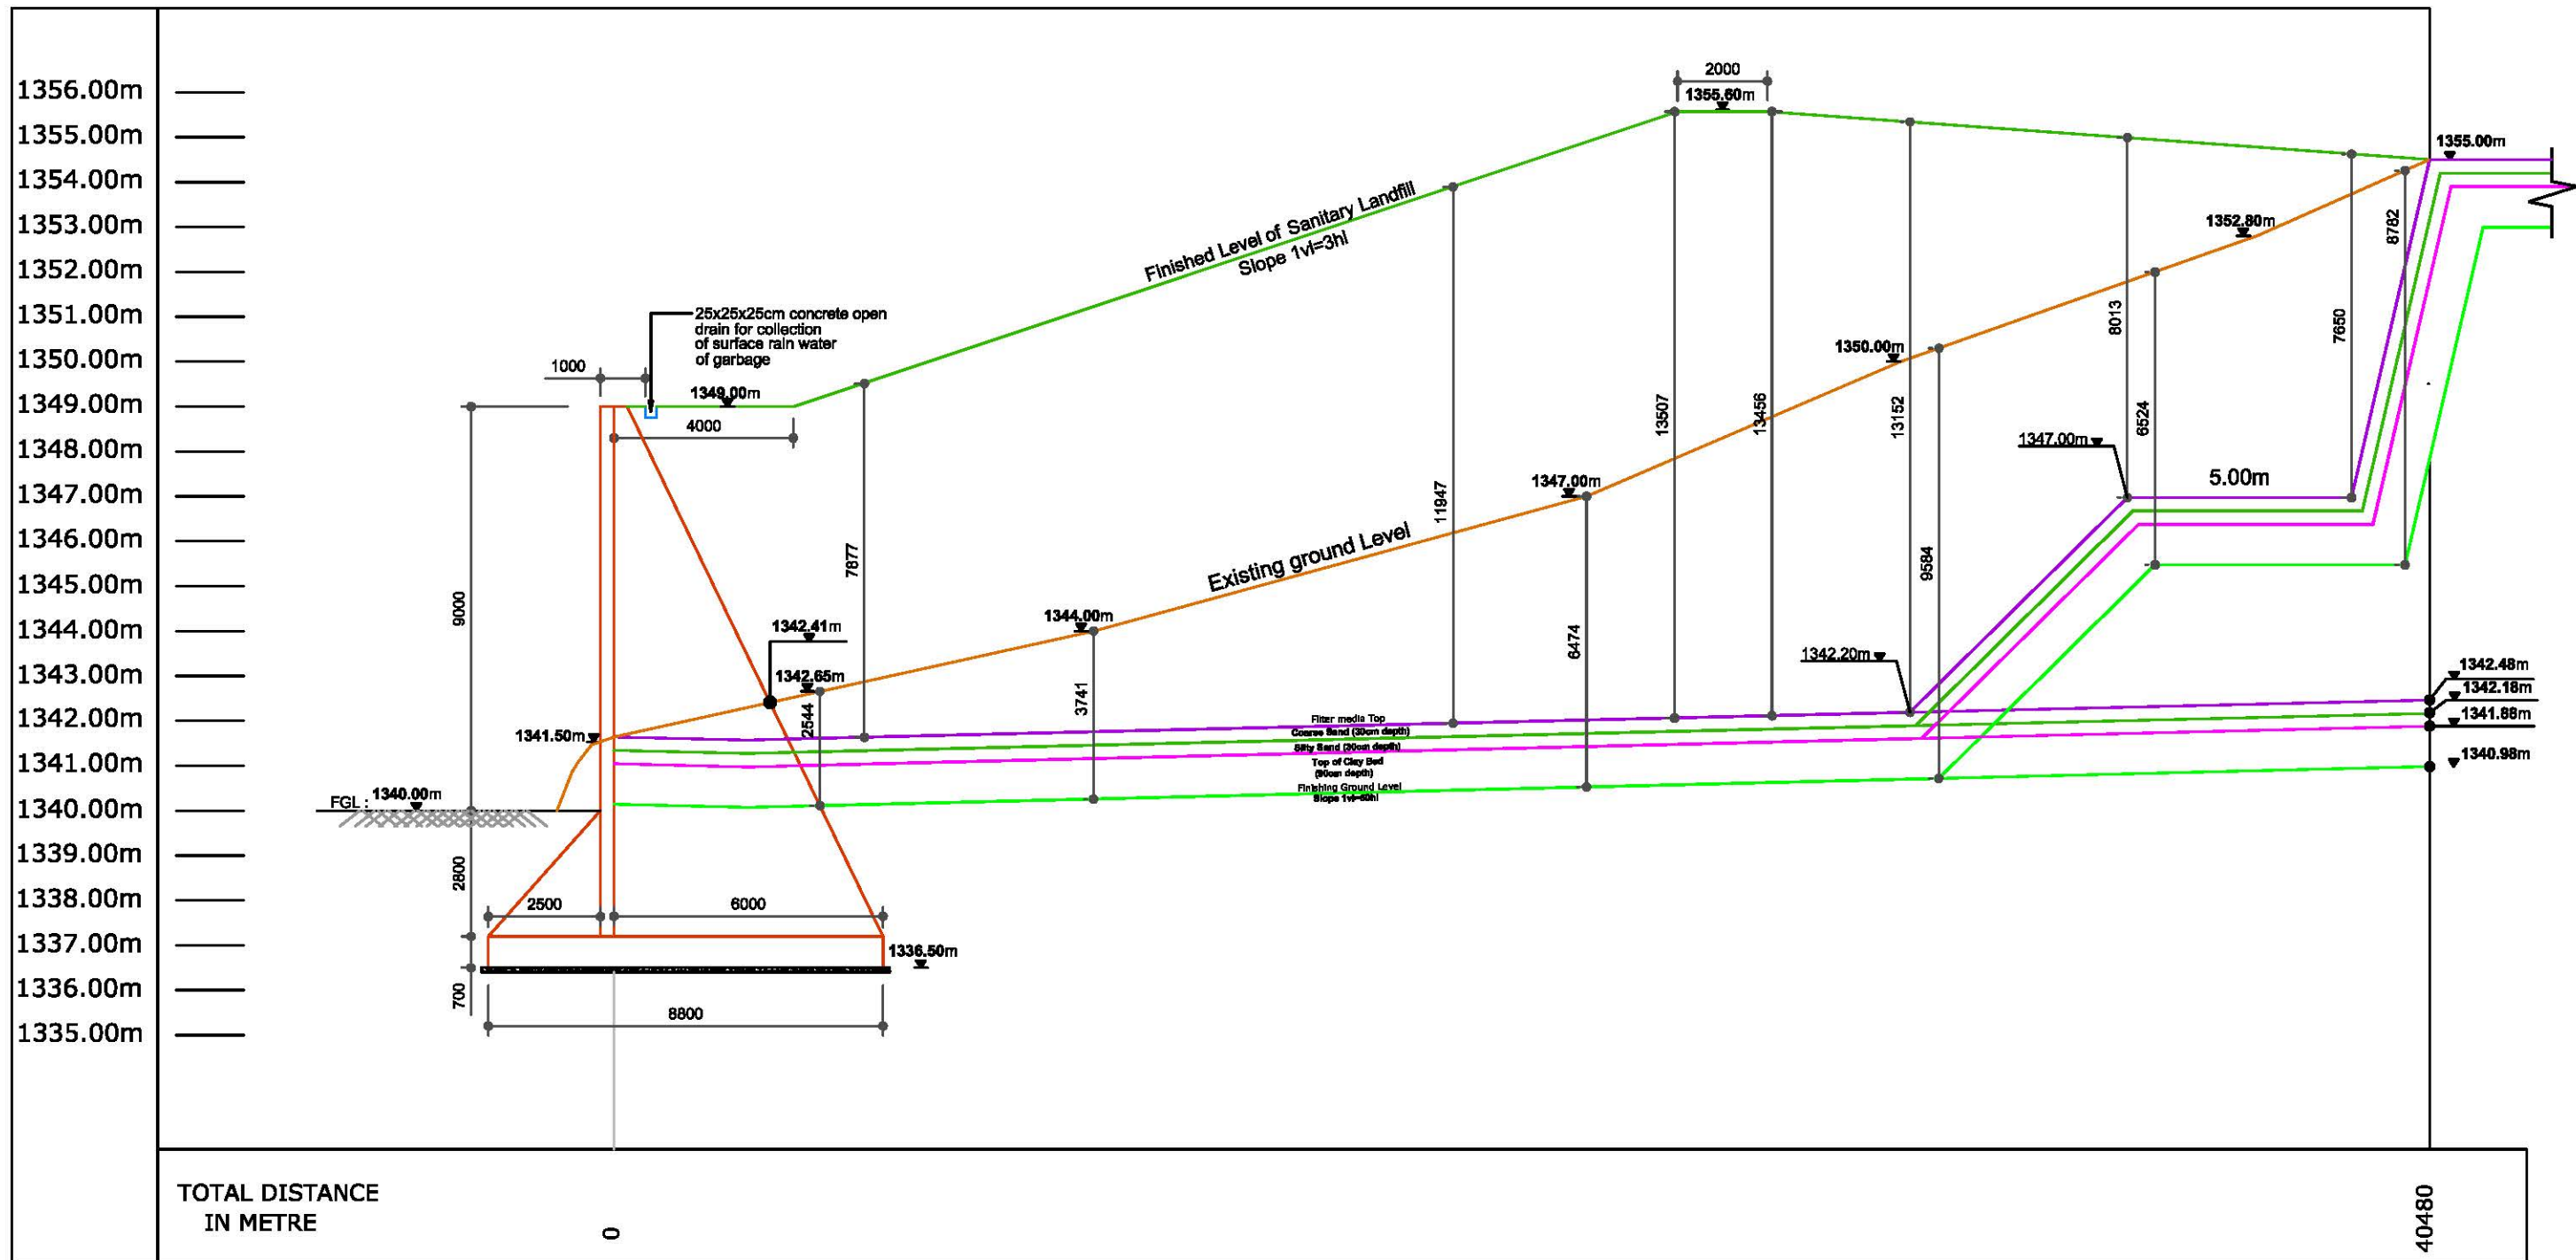 1356.00m
1355.00m
1354.00m
1353.00m
1352.00m
1351.00m
1350.00m
1349.00m
1348.00m
1347.00m
1346.00m
1345.00m
1344.00m
1343.00m
1342.00m
1341.00m
1340.00m
1339.00m
1338.00m
1337.00m
1336.00m
1335.00m
2000
1355.60m
1355.00m
Finished Level of Sanitary Landfill
Slope 1vl=3hl
1352.80m
8782
25x25x25cm concrete open
drain for collection
of surface rain water
of garbage
1000
1349.00m
4000
1350.00m
8013
7650
13507
13456
13152
6524
1347.00m
5.00m
1347.00m
11947
Existing ground Level
7877
9584
9000
1344.00m
1342.41m
1342.65m
2544
3741
6474
1342.20m
1342.48m
1342.18m
1341.88m
1340.98m
1341.50m
Filter media Top
Coarse Sand (30cm depth)
Silty Sand (30cm depth)
Top of Clay Bed
(90cm depth)
Finishing Ground Level
Slope 1vl=50hl
FGL : 1340.00m
2800
2500
6000
1336.50m
700
8800
TOTAL DISTANCE
IN METRE
0
40480